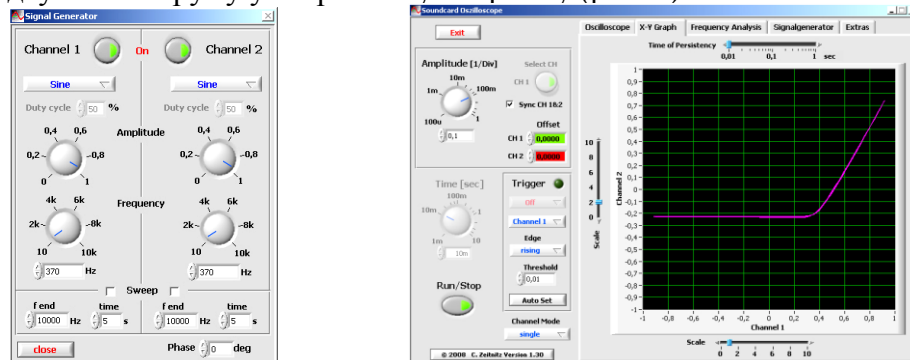 Signal Generator
Channel 1 On Channel 2
Sine Sine
Duty cycle 50 % Duty cycle 50 %
0,4 0,6 Amplitude 0,4 0,6
0,2 0,8 0,2 0,8
0 1 0 1
Frequency
4k 6k 4k 6k
2k 8k 2k 8k
10 10k 10 10k
370 Hz 370 Hz
Sweep
f end time f end time
10000 Hz 5 s 10000 Hz 5 s
close Phase 0 deg
Soundcard Oszilloscope
Exit
Amplitude [1/Div]
10m
1m 100m
100u 1
0,1
Select CH
CH 1
Sync CH 1&2
Offset
CH 1 0,0000
CH 2 0,0000
Time [sec]
100m
10m 1
1m 10
10m
Run/Stop
Trigger
Off
Channel 1
Edge
rising
Threshold
0,01
Auto Set
Channel Mode
single
© 2008 C. Zeitnitz Version 1.30
Oscilloscope X-Y Graph Frequency Analysis Signalgenerator Extras
Time of Persistency
0,01 0,1 1 sec
10
8
6
4
2
0
Scale
Channel 2
1
0,9
0,8
0,7
0,6
0,5
0,4
0,3
0,2
0,1
0
-0,1
-0,2
-0,3
-0,4
-0,5
-0,6
-0,7
-0,8
-0,9
-1
-1 -0,8 -0,6 -0,4 -0,2 0 0,2 0,4 0,6 0,8 1
Channel 1
Scale
0 2 4 6 8 10